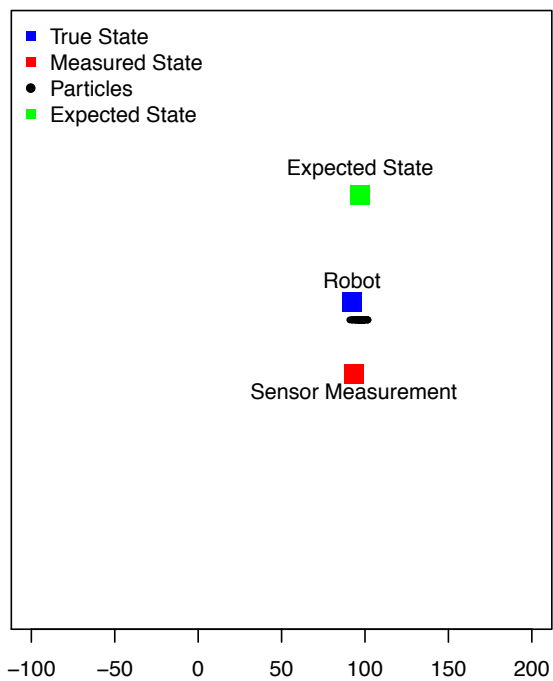 True State
Measured State
Particles
Expected State
Expected State
Robot
Sensor Measurement
−100 −50 0 50 100 150 200